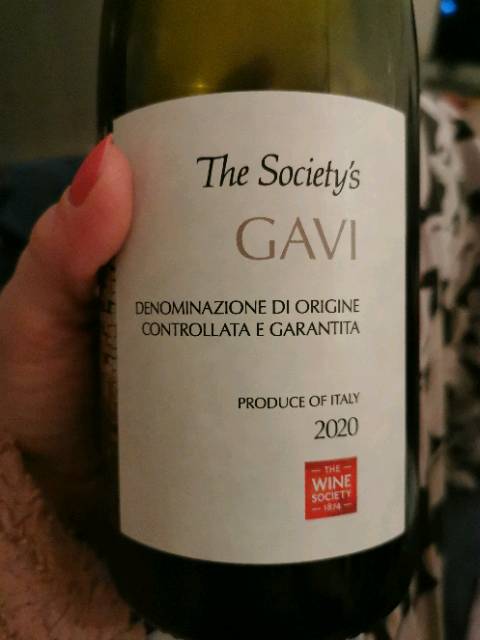 The Society's
GAVI
DENOMINAZIONE DI ORIGINE
CONTROLLATA E GARANTITA
PRODUCE OF ITALY
2020
THE
WINE
SOCIETY
1874